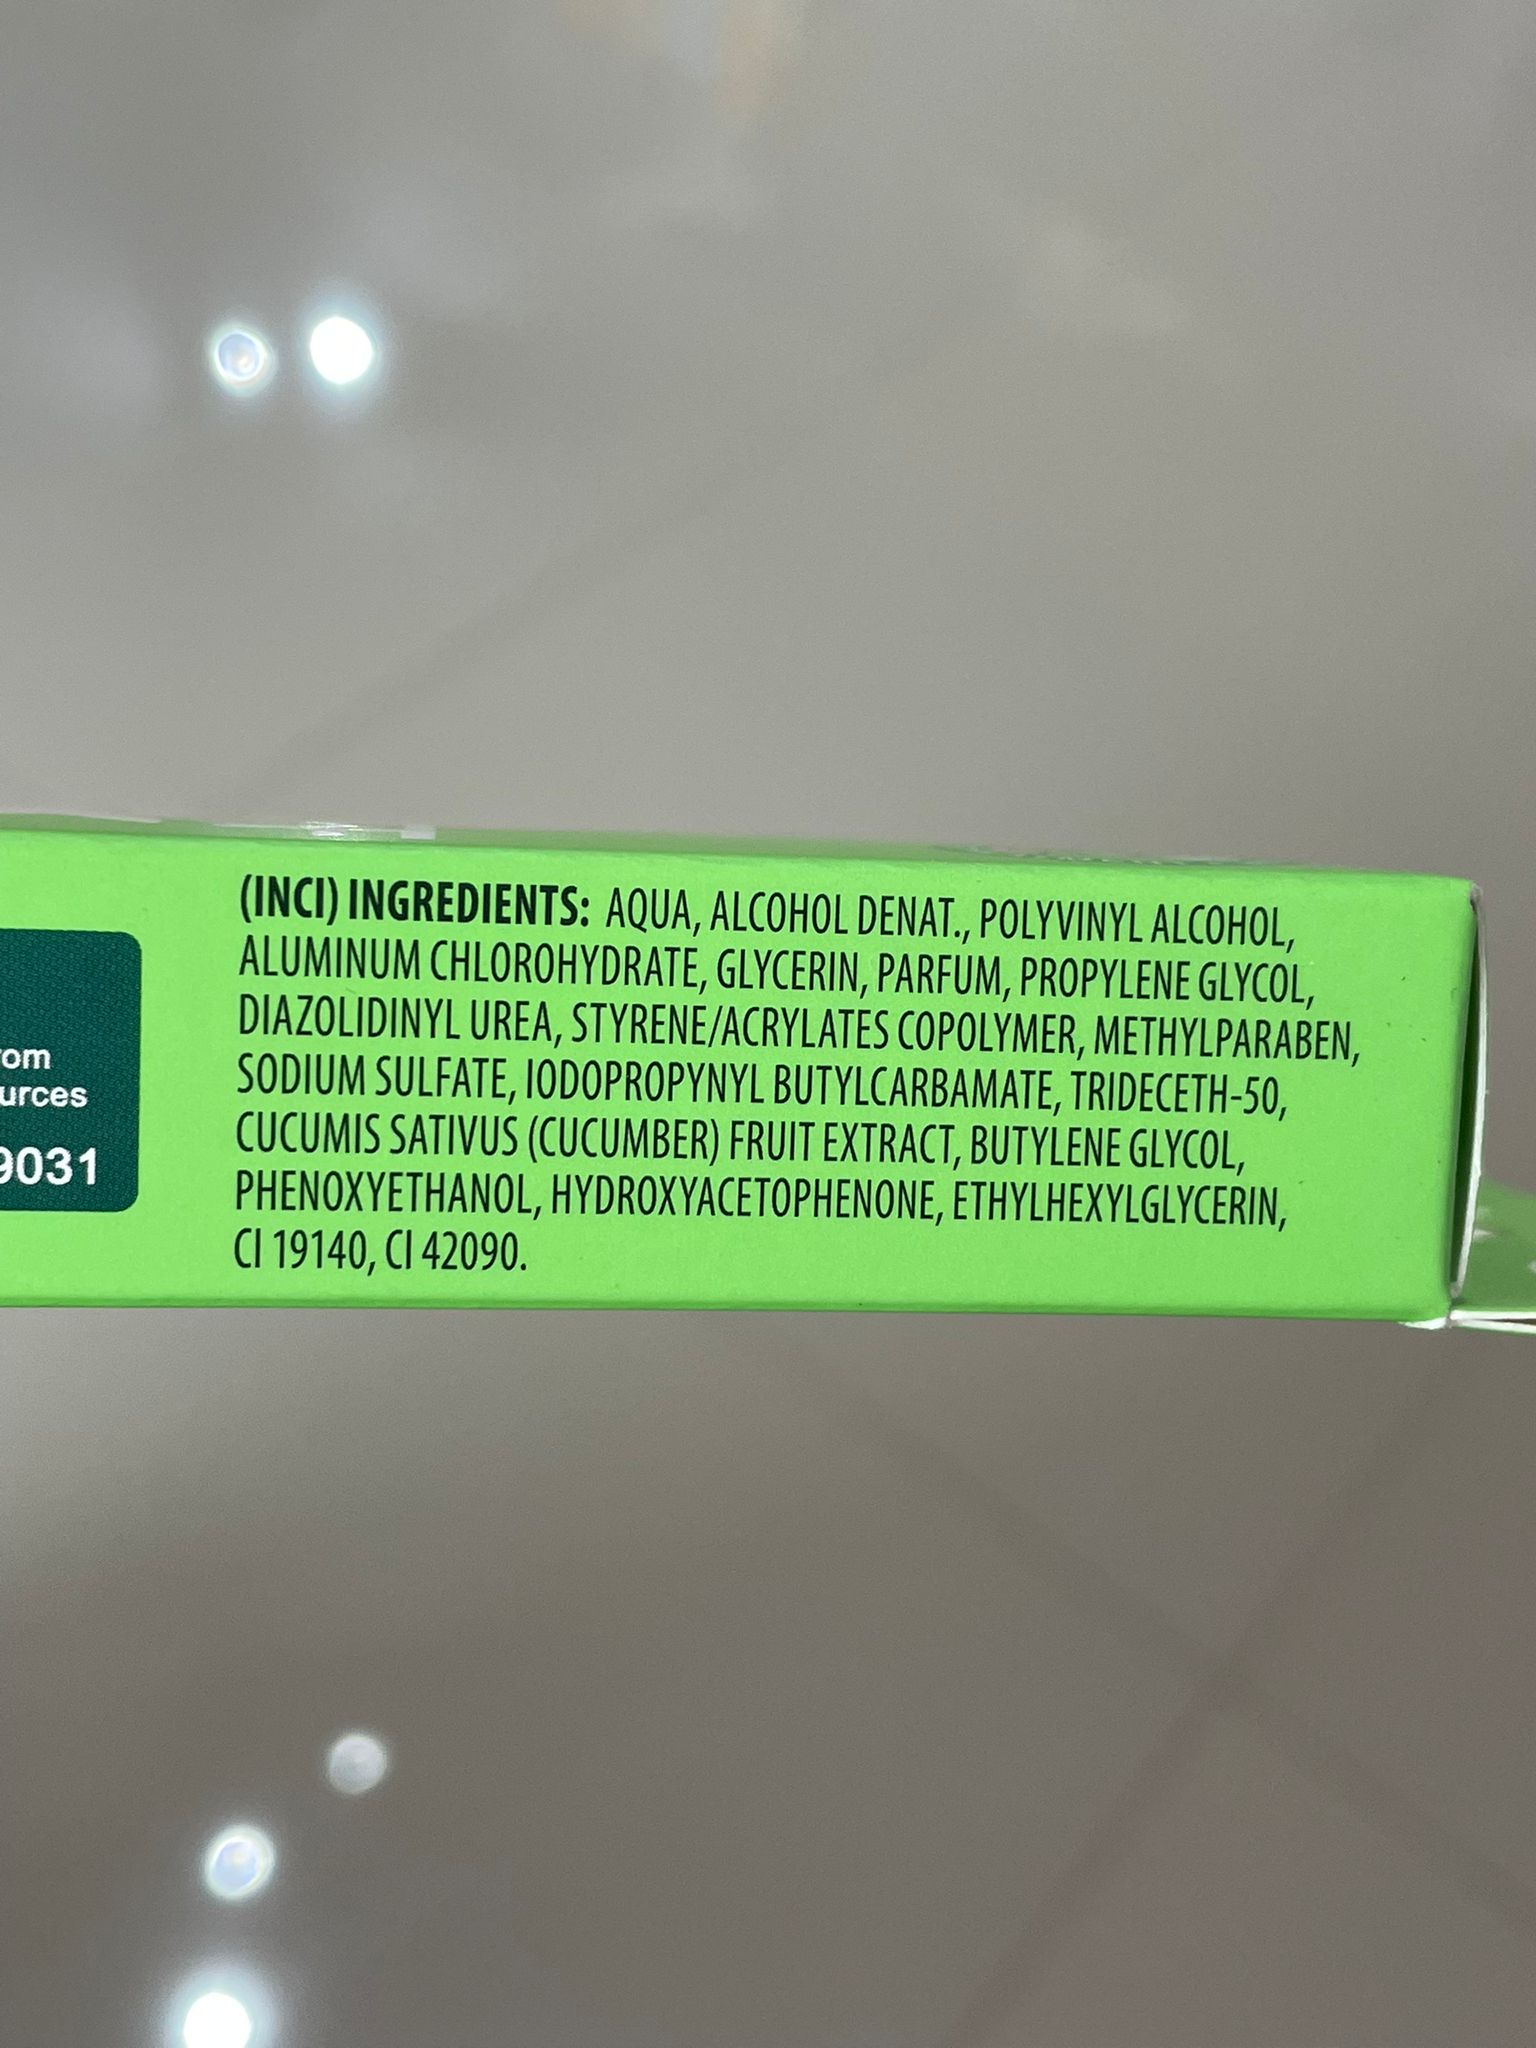 (INCI) INGREDIENTS: AQUA, ALCOHOL DENAT., POLYVINYL ALCOHOL,
ALUMINUM CHLOROHYDRATE, GLYCERIN, PARFUM, PROPYLENE GLYCOL,
DIAZOLIDINYL UREA, STYRENE/ACRYLATES COPOLYMER, METHYLPARABEN,
SODIUM SULFATE, IODOPROPYNYL BUTYLCARBAMATE, TRIDECETH-50,
CUCUMIS SATIVUS (CUCUMBER) FRUIT EXTRACT, BUTYLENE GLYCOL,
PHENOXYETHANOL, HYDROXYACETOPHENONE, ETHYLHEXYLGLYCERIN,
CI 19140, CI 42090.
rom
urces
9031